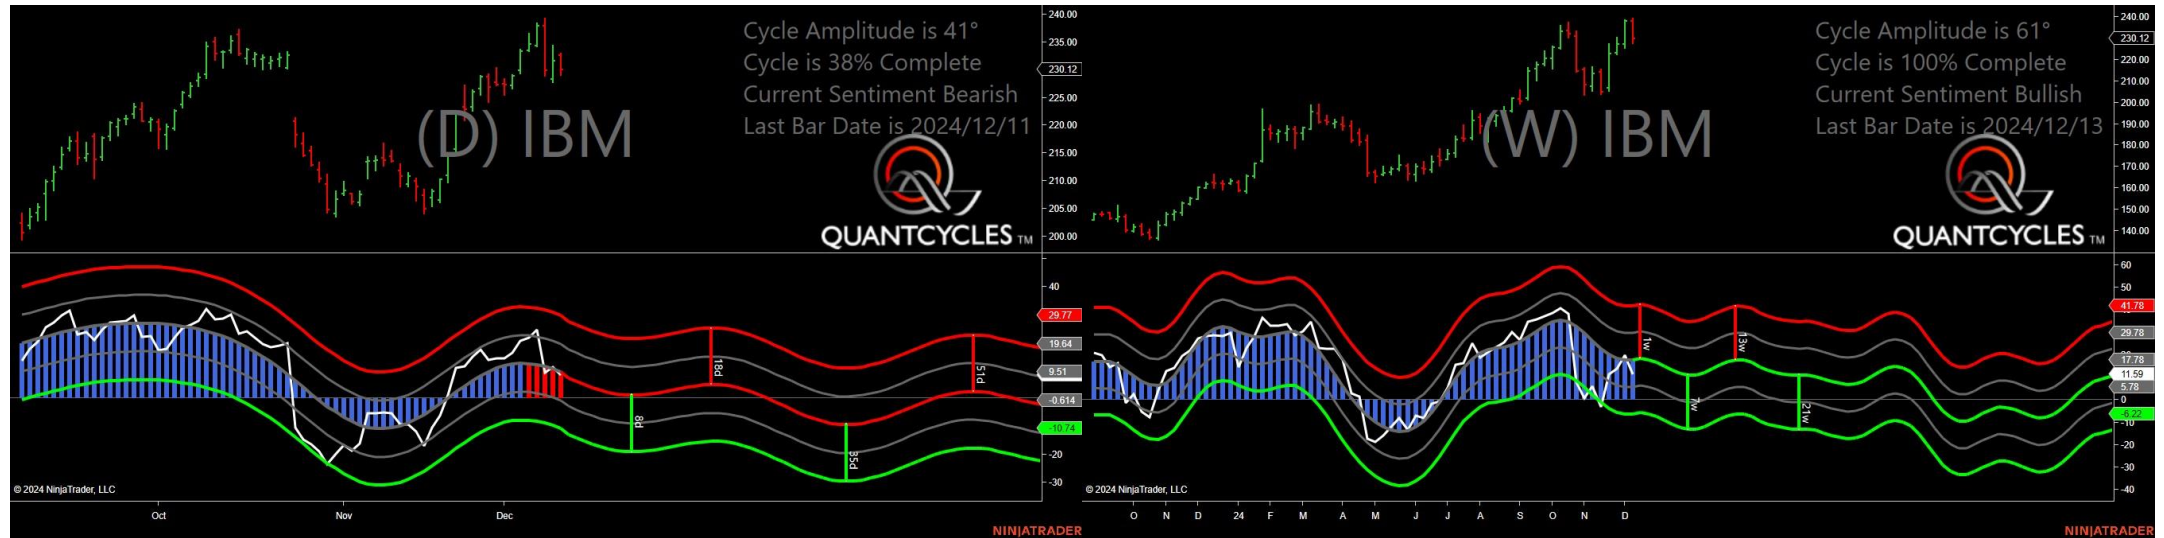 Cycle Amplitude is 41°
Cycle is 38% Complete
Current Sentiment Bearish
Last Bar Date is 2024/12/11
(D) IBM
QUANTCYCLES TM
240.00
235.00
230.12
225.00
220.00
215.00
210.00
205.00
200.00
40
29.77
19.64
9.51
-0.614
-10.74
-20
-30
8d
18d
35d
51d
© 2024 NinjaTrader, LLC
Oct
Nov
Dec
NINJATRADER
Cycle Amplitude is 61°
Cycle is 100% Complete
Current Sentiment Bullish
Last Bar Date is 2024/12/13
(W) IBM
QUANTCYCLES TM
240.00
230.12
220.00
210.00
200.00
190.00
180.00
170.00
160.00
150.00
140.00
60
50
41.78
29.78
17.78
11.59
5.78
0
-6.22
-10
-20
-30
-40
1w
7w
13w
21w
© 2024 NinjaTrader, LLC
O N D 24 F M A M J J A S O N D
NINJATRADER